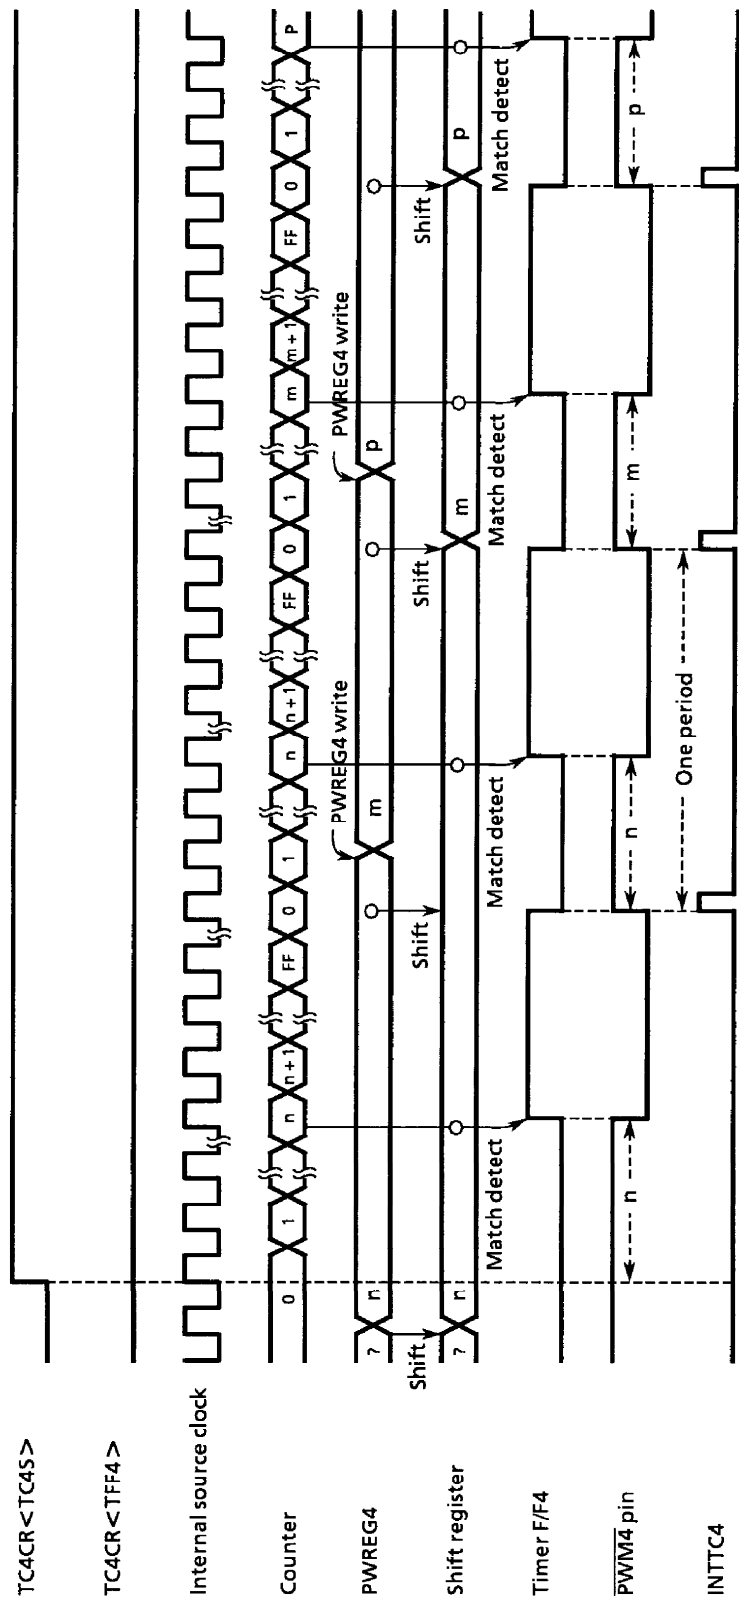 TC4CR<TC4S>
TC4CR<TFF4>
Internal source clock
Counter 0 1 n n+1 FF 0 1 n n+1 FF 0 1 m m+1 FF 0 1 p
PWREG4 write PWREG4 write
PWREG4 ? n m p
Shift Shift Shift Shift
Shift register ? n m p
Match detect Match detect Match detect Match detect
Timer F/F4
PWM4 pin n n m p
One period
INTTC4